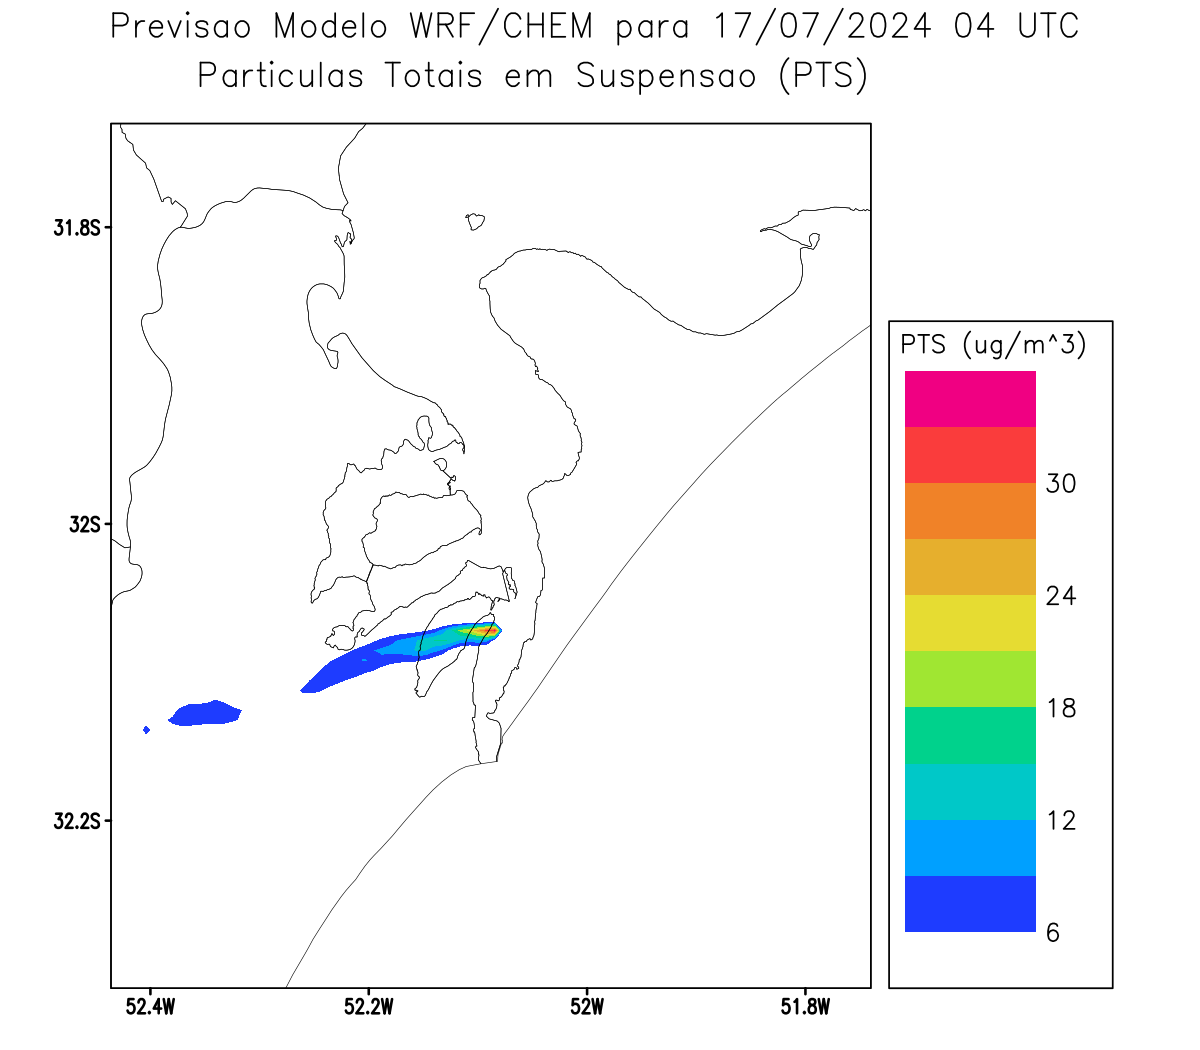 Previsao Modelo WRF/CHEM para 17/07/2024 04 UTC
Particulas Totais em Suspensao (PTS)
31.8S
32S
32.2S
52.4W
52.2W
52W
51.8W
PTS (ug/m^3)
30
24
18
12
6